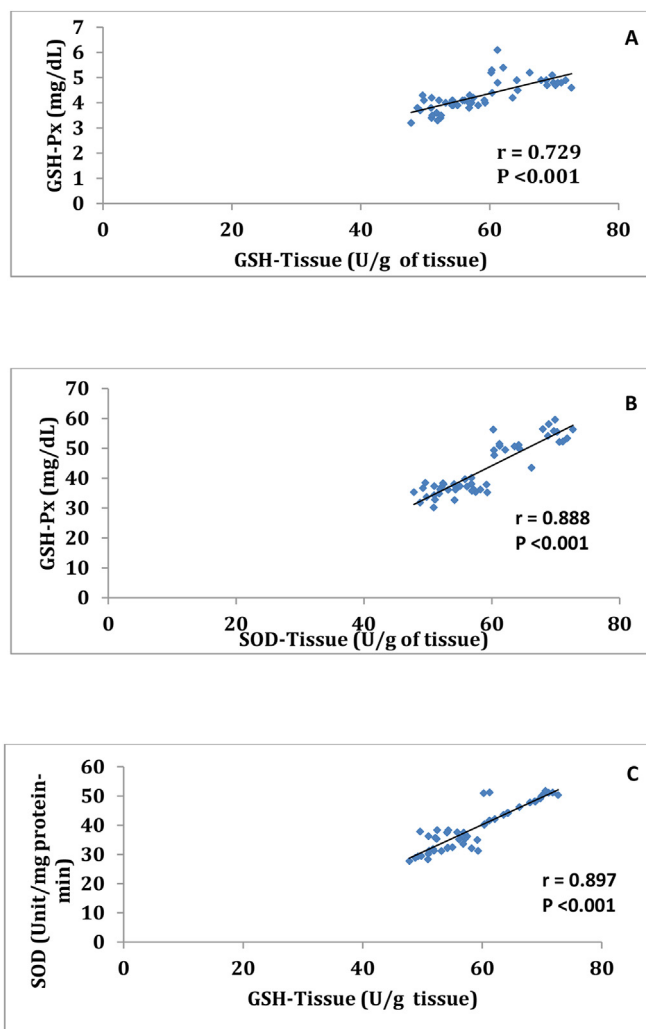 A
GSH-Px (mg/dL)
7
6
5
4
3
2
1
0
r = 0.729
P <0.001
0 20 40 60 80
GSH-Tissue (U/g of tissue)
B
GSH-Px (mg/dL)
70
60
50
40
30
20
10
0
r = 0.888
P <0.001
0 20 40 60 80
SOD-Tissue (U/g of tissue)
C
SOD (Unit/mg protein-
min)
60
50
40
30
20
10
0
r = 0.897
P <0.001
0 20 40 60 80
GSH-Tissue (U/g tissue)